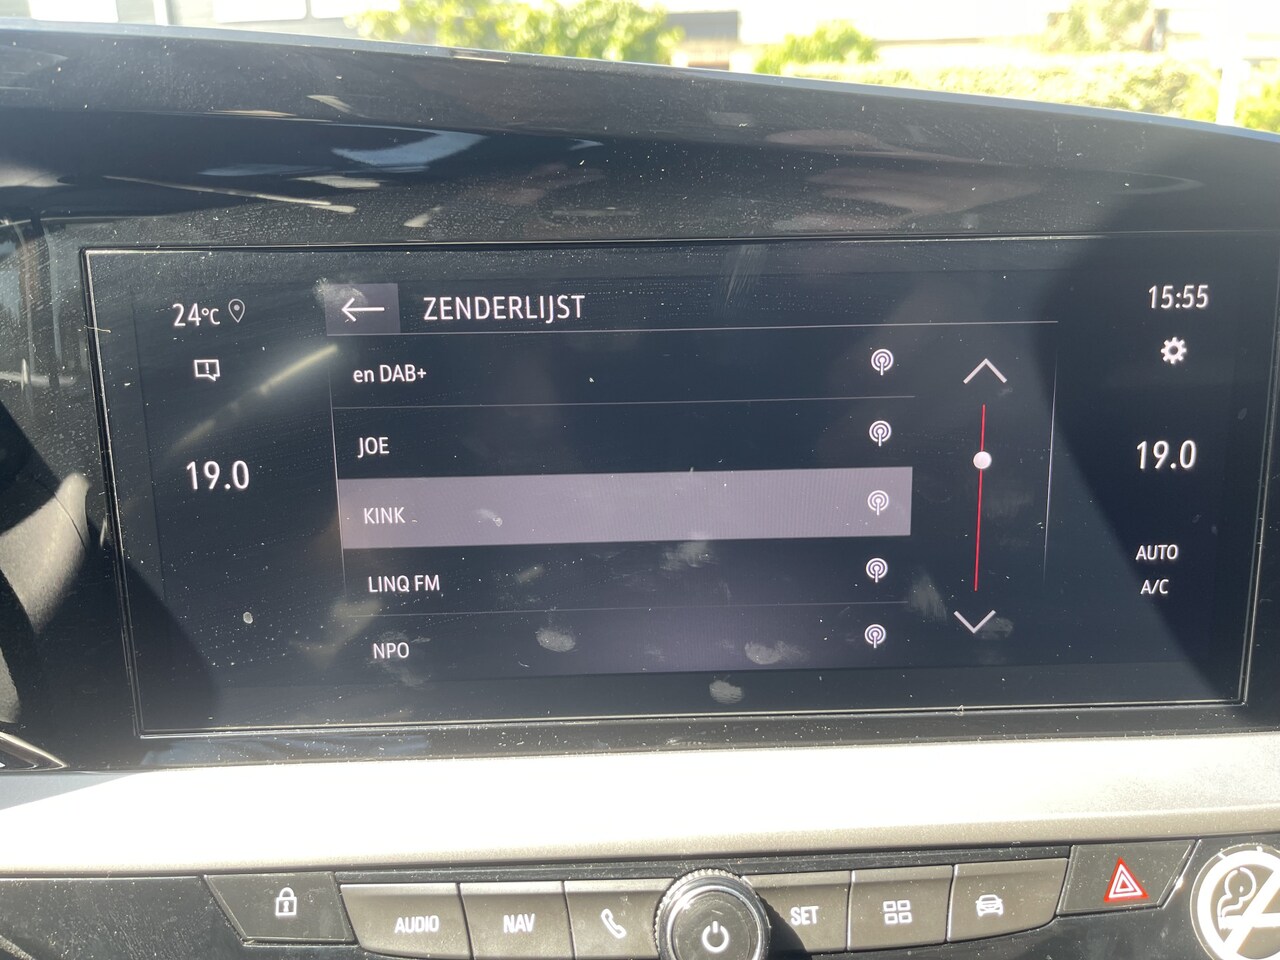 24°C
ZENDERLIJST
15:55
en DAB+
JOE
19.0
19.0
KINK
LINQ FM
AUTO
A/C
NPO
AUDIO
NAV
SET